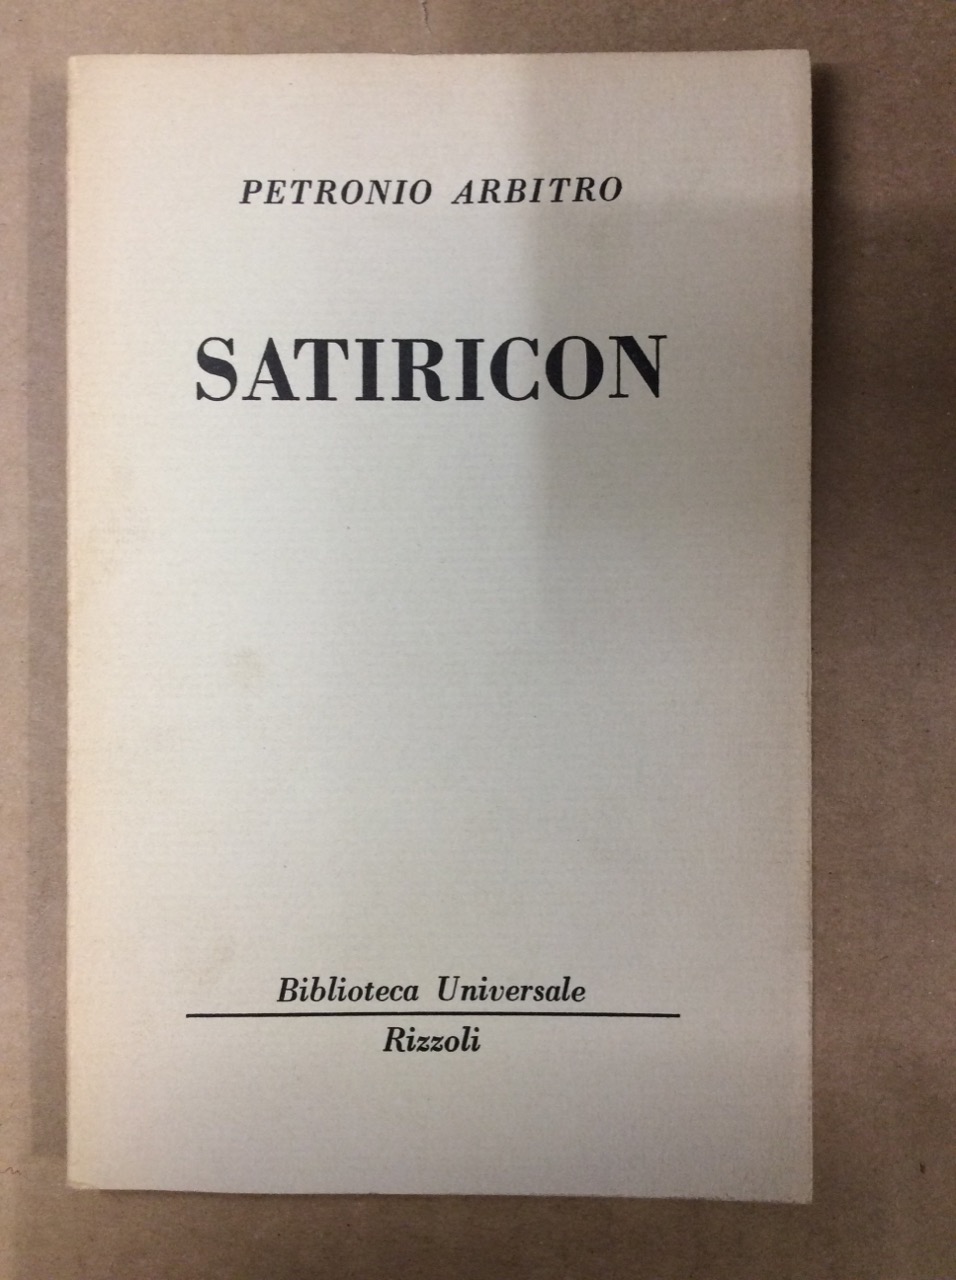 PETRONIO ARBITRO
SATIRICON
Biblioteca Universale
Rizzoli